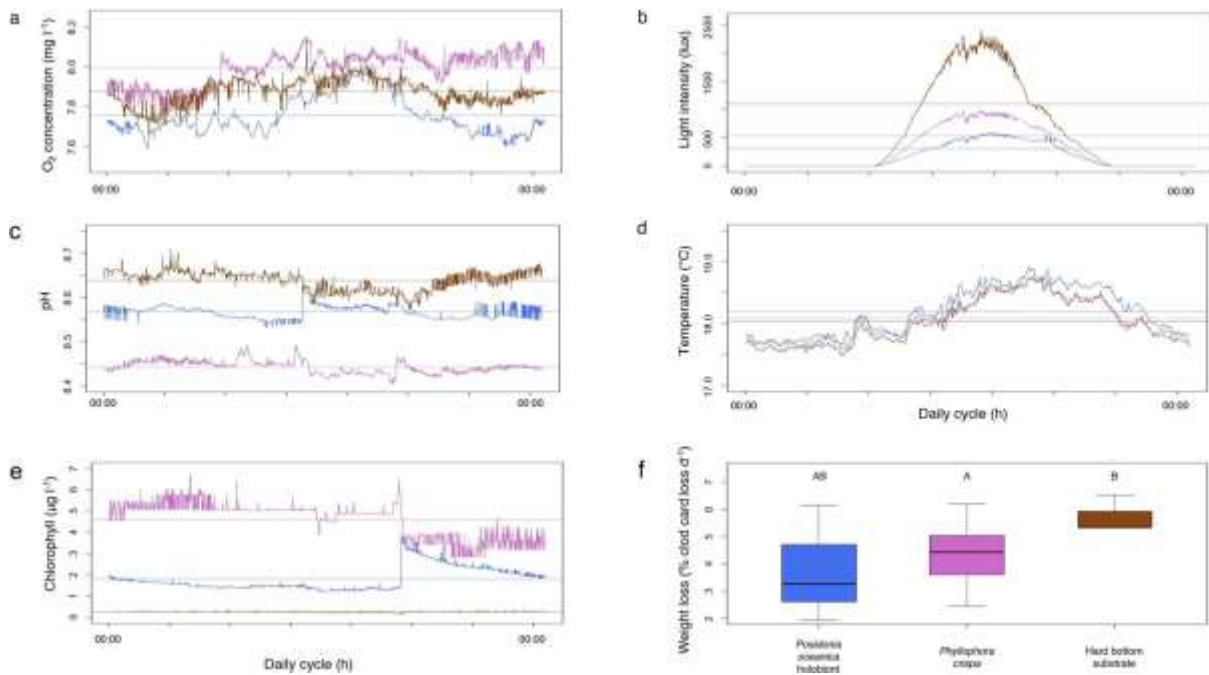 a
O₂ concentration (mg l⁻¹)
8.2
8.0
7.8
7.6
00:00 00:00
b
Light intensity (lux)
2500
1500
500
0
00:00 00:00
c
pH
8.7
8.6
8.5
8.4
00:00 00:00
d
Temperature (°C)
19.0
18.0
17.0
00:00 00:00
Daily cycle (h)
e
Chlorophyll (µg l⁻¹)
7
6
5
4
3
2
1
0
00:00 00:00
Daily cycle (h)
f
Weight loss (% clod card loss d⁻¹)
7
6
5
4
3
2
AB A B
Posidonia
oceanica
holobiont
Phyllophora
crispa
Hard bottom
substrate